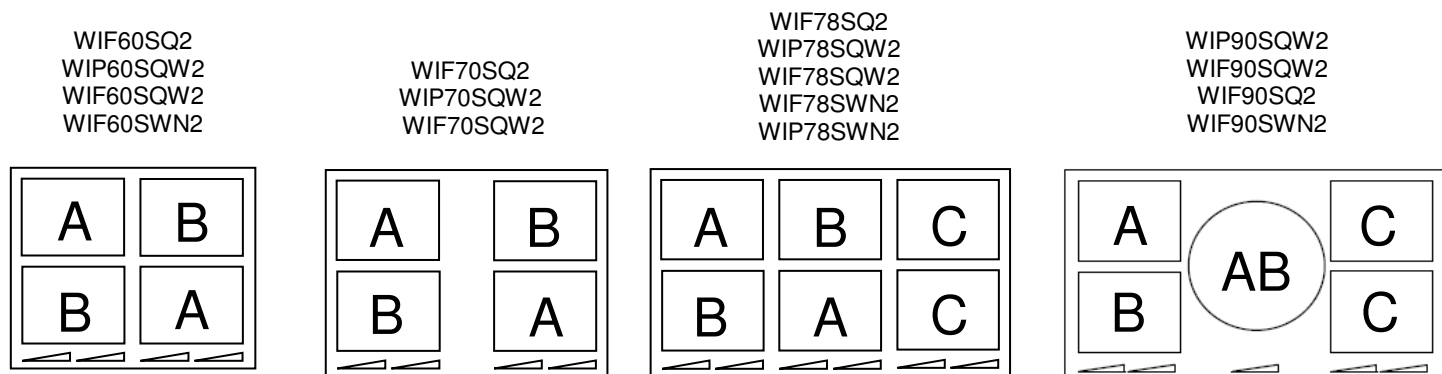 WIF60SQ2
WIP60SQW2
WIF60SQW2
WIF60SWN2
A B
B A
WIF70SQ2
WIP70SQW2
WIF70SQW2
A B
B A
WIF78SQ2
WIP78SQW2
WIF78SQW2
WIF78SWN2
WIP78SWN2
A B C
B A C
WIP90SQW2
WIF90SQW2
WIF90SQ2
WIF90SWN2
A C
AB
B C